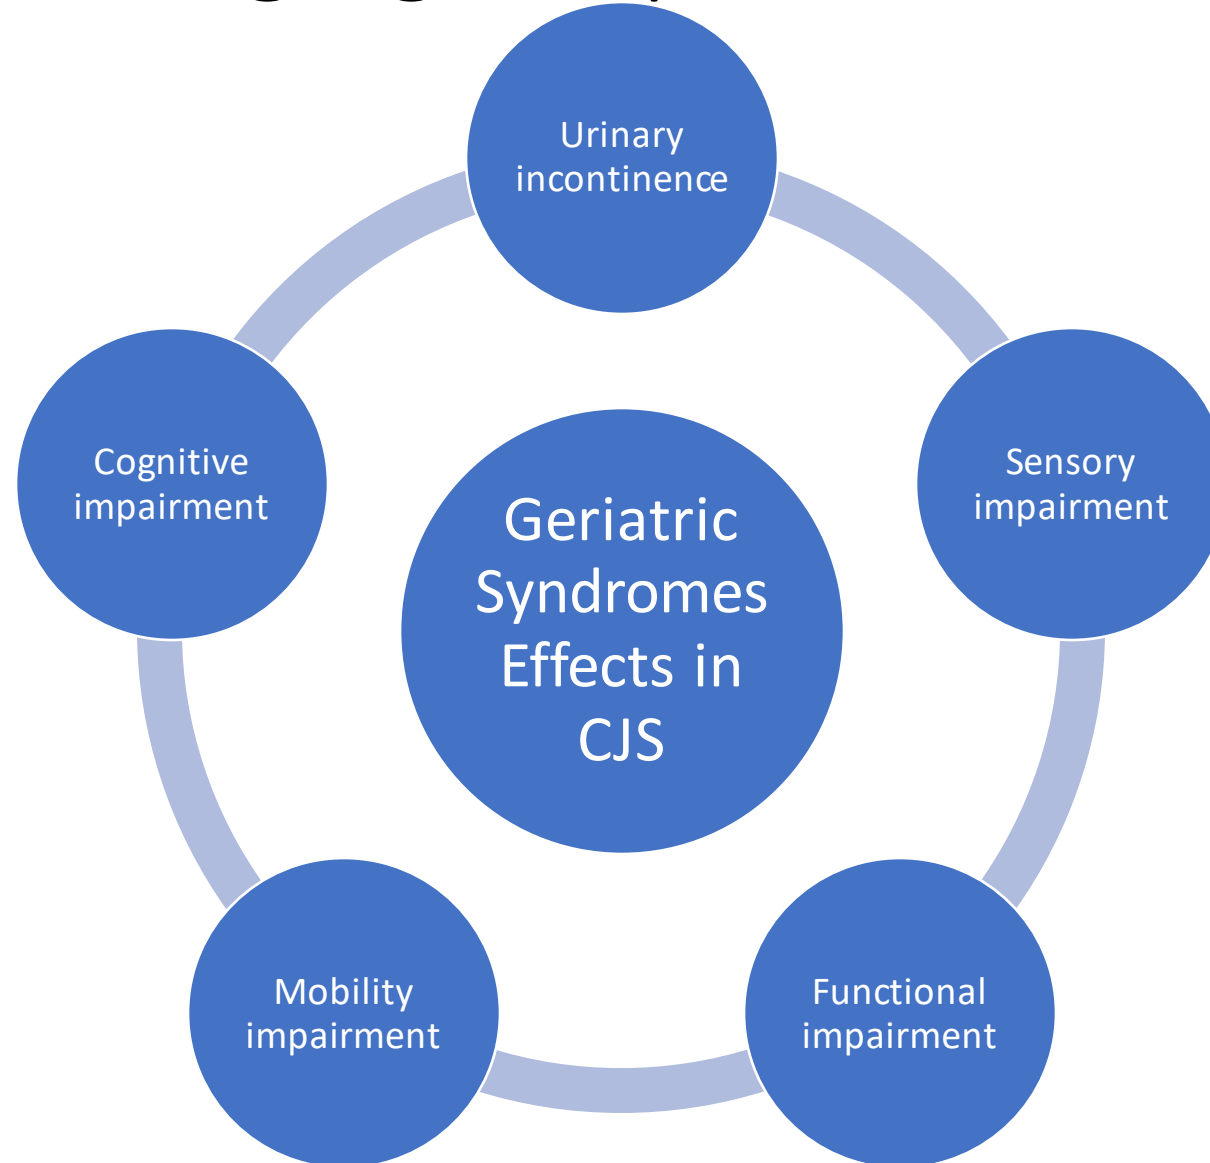 Urinary
incontinence
Cognitive
impairment
Sensory
impairment
Geriatric
Syndromes
Effects in
CJS
Mobility
impairment
Functional
impairment